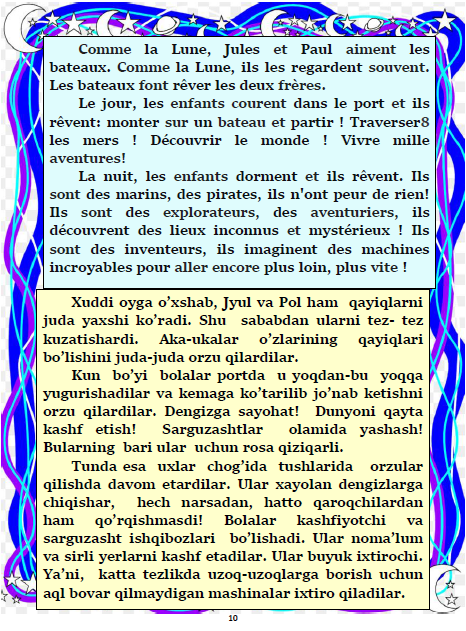 Comme la Lune, Jules et Paul aiment les
bateaux. Comme la Lune, ils les regardent souvent.
Les bateaux font rêver les deux frères.
Le jour, les enfants courent dans le port et ils
rêvent: monter sur un bateau et partir ! Traverser8
les mers ! Découvrir le monde ! Vivre mille
aventures!
La nuit, les enfants dorment et ils rêvent. Ils
sont des marins, des pirates, ils n'ont peur de rien!
Ils sont des explorateurs, des aventuriers, ils
découvrent des lieux inconnus et mystérieux ! Ils
sont des inventeurs, ils imaginent des machines
incroyables pour aller encore plus loin, plus vite !
Xuddi oyga o’xshab, Jyul va Pol ham qayiqlarni
juda yaxshi ko’radi. Shu sababdan ularni tez- tez
kuzatishardi. Aka-ukalar o’zlarining qayiqlari
bo’lishini juda-juda orzu qilardilar.
Kun bo’yi bolalar portda u yoqdan-bu yoqqa
yugurishadilar va kemaga ko’tarilib jo’nab ketishni
orzu qilardilar. Dengizga sayohat! Dunyoni qayta
kashf etish! Sarguzashtlar olamida yashash!
Bularning bari ular uchun rosa qiziqarli.
Tunda esa uxlar chog’ida tushlarida orzular
qilishda davom etardilar. Ular xayolan dengizlarga
chiqishar, hech narsadan, hatto qaroqchilardan
ham qo’rqishmasdi! Bolalar kashfiyotchi va
sarguzasht ishqibozlari bo’lishadi. Ular noma’lum
va sirli yerlarni kashf etadilar. Ular buyuk ixtirochi.
Ya’ni, katta tezlikda uzoq-uzoqlarga borish uchun
aql bovar qilmaydigan mashinalar ixtiro qiladilar.
10